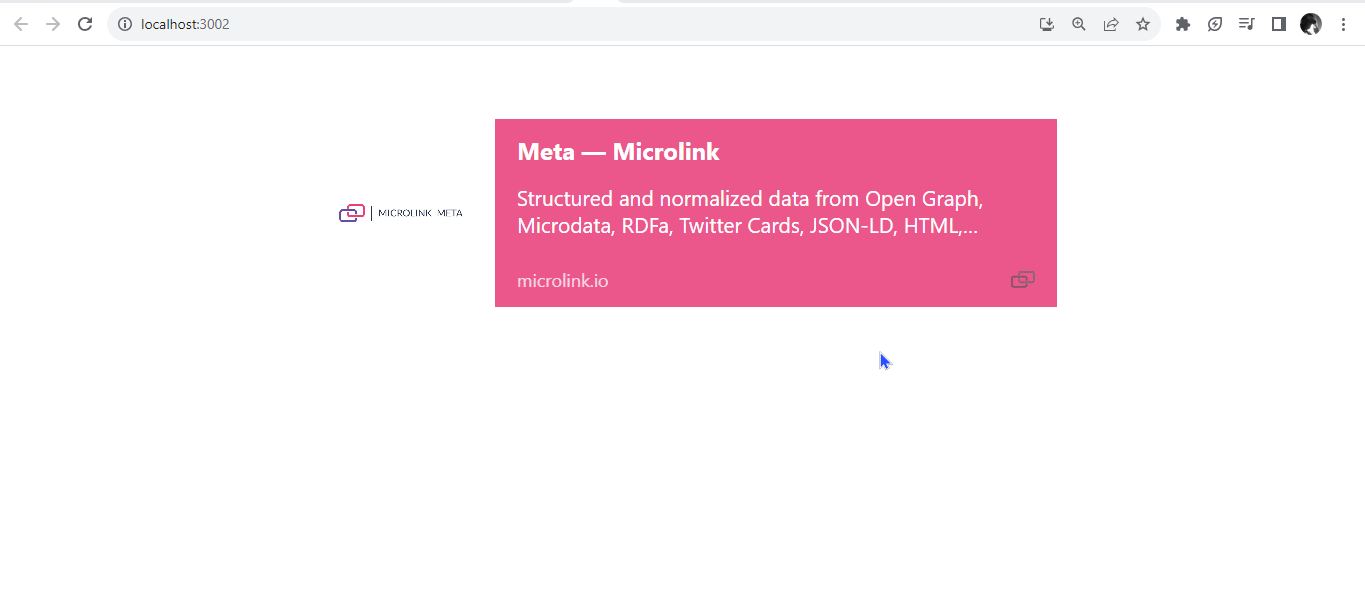 localhost:3002
Meta — Microlink
Structured and normalized data from Open Graph,
Microdata, RDFa, Twitter Cards, JSON-LD, HTML,...
MICROLINK META
microlink.io